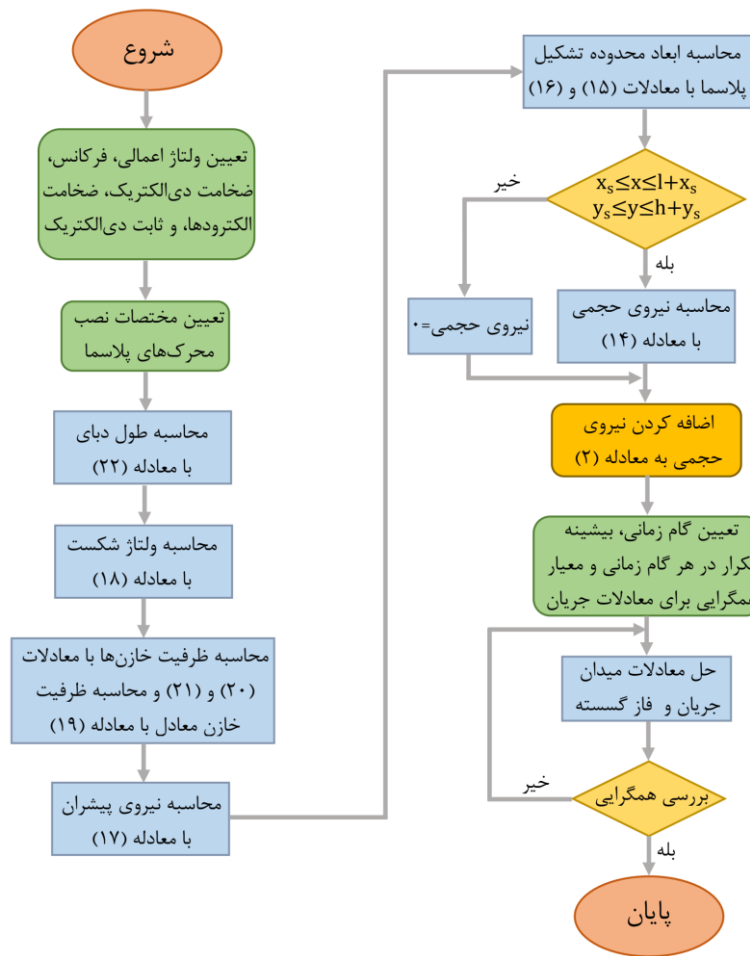 شروع
تعیین ولتاژ اعمالی، فرکانس،
ضخامت دی‌الکتریک، ضخامت
الکترودها، و ثابت دی‌الکتریک
تعیین مختصات نصب
محرک‌های پلاسما
محاسبه طول دبای
با معادله (۲۲)
محاسبه ولتاژ شکست
با معادله (۱۸)
محاسبه ظرفیت خازن‌ها با معادلات
(۲۰) و (۲۱) و محاسبه ظرفیت
خازن معادل با معادله (۱۹)
محاسبه نیروی پیشران
با معادله (۱۷)
محاسبه ابعاد محدوده تشکیل
پلاسما با معادلات (۱۵) و (۱۶)
xₛ≤x≤l+xₛ
yₛ≤y≤h+yₛ
خیر
بله
نیروی حجمی=۰
محاسبه نیروی حجمی
با معادله (۱۴)
اضافه کردن نیروی
حجمی به معادله (۲)
تعیین گام زمانی، بیشینه
تکرار در هر گام زمانی و معیار
همگرایی برای معادلات جریان
حل معادلات میدان
جریان و فاز گسسته
بررسی همگرایی
خیر
بله
پایان